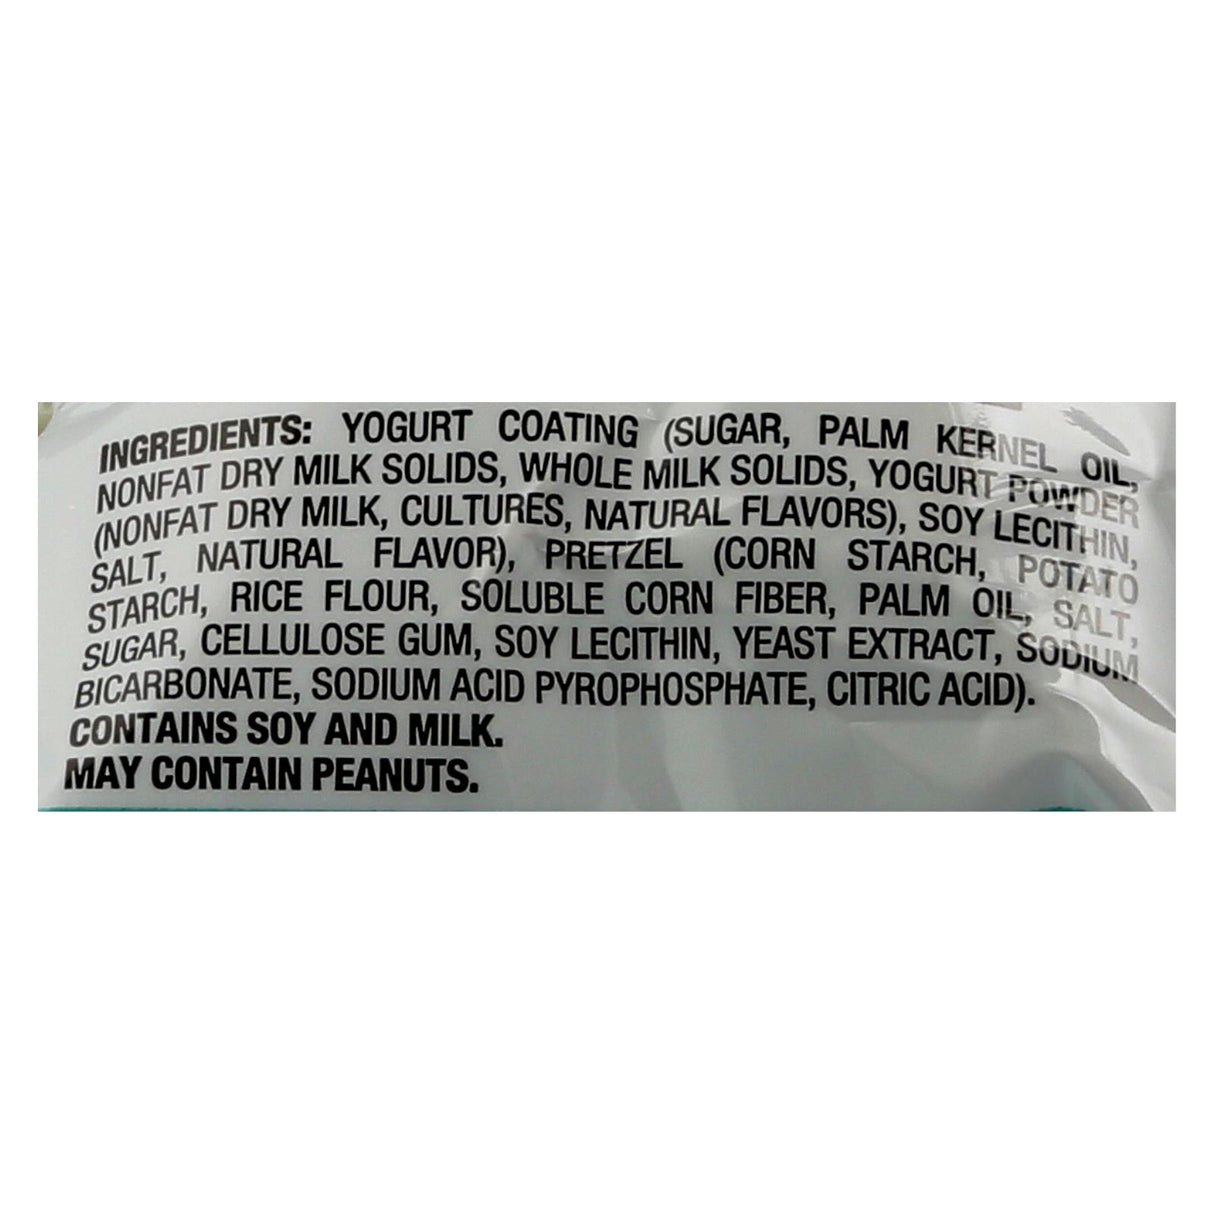 INGREDIENTS: YOGURT COATING (SUGAR, PALM KERNEL OIL,
NONFAT DRY MILK SOLIDS, WHOLE MILK SOLIDS, YOGURT POWDER
(NONFAT DRY MILK, CULTURES, NATURAL FLAVORS), SOY LECITHIN,
SALT, NATURAL FLAVOR), PRETZEL (CORN STARCH, POTATO
STARCH, RICE FLOUR, SOLUBLE CORN FIBER, PALM OIL, SALT,
SUGAR, CELLULOSE GUM, SOY LECITHIN, YEAST EXTRACT, SODIUM
BICARBONATE, SODIUM ACID PYROPHOSPHATE, CITRIC ACID).
CONTAINS SOY AND MILK.
MAY CONTAIN PEANUTS.